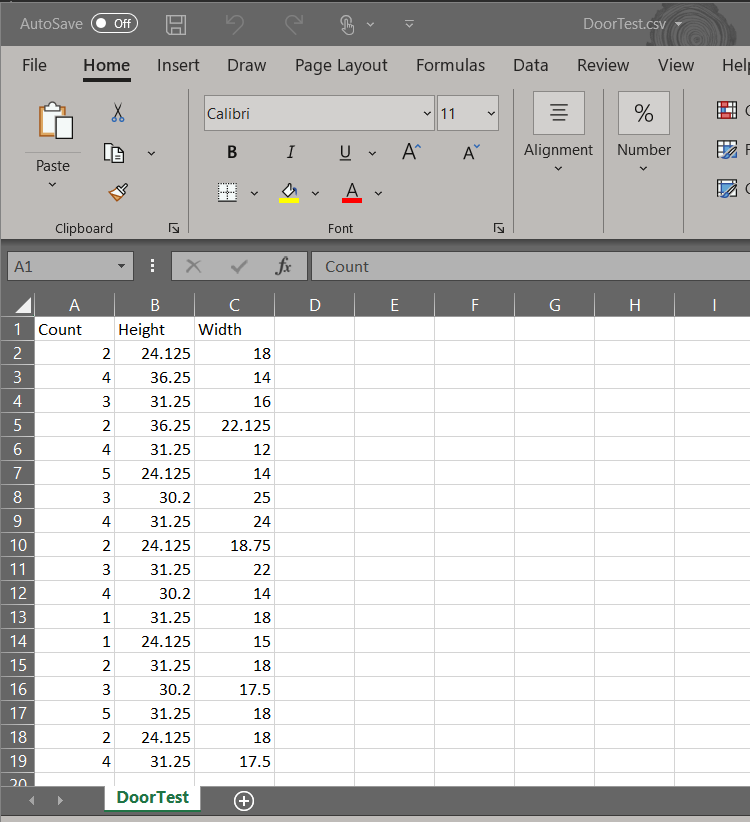 AutoSave Off DoorTest.csv
File Home Insert Draw Page Layout Formulas Data Review View Help
Calibri 11
% 
Paste B I U A A Alignment Number
A
Clipboard Font
A1 fx Count
A B C D E F G H I
1 Count Height Width
2 2 24.125 18
3 4 36.25 14
4 3 31.25 16
5 2 36.25 22.125
6 4 31.25 12
7 5 24.125 14
8 3 30.2 25
9 4 31.25 24
10 2 24.125 18.75
11 3 31.25 22
12 4 30.2 14
13 1 31.25 18
14 1 24.125 15
15 2 31.25 18
16 3 30.2 17.5
17 5 31.25 18
18 2 24.125 18
19 4 31.25 17.5
20
DoorTest